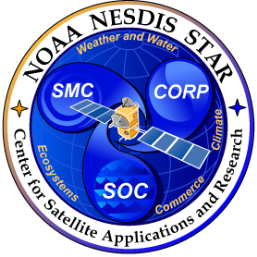 NOAA NESDIS STAR
Weather and Water
SMC
CORP
Climate
Ecosystems
SOC
Commerce
Center for Satellite Applications and Research